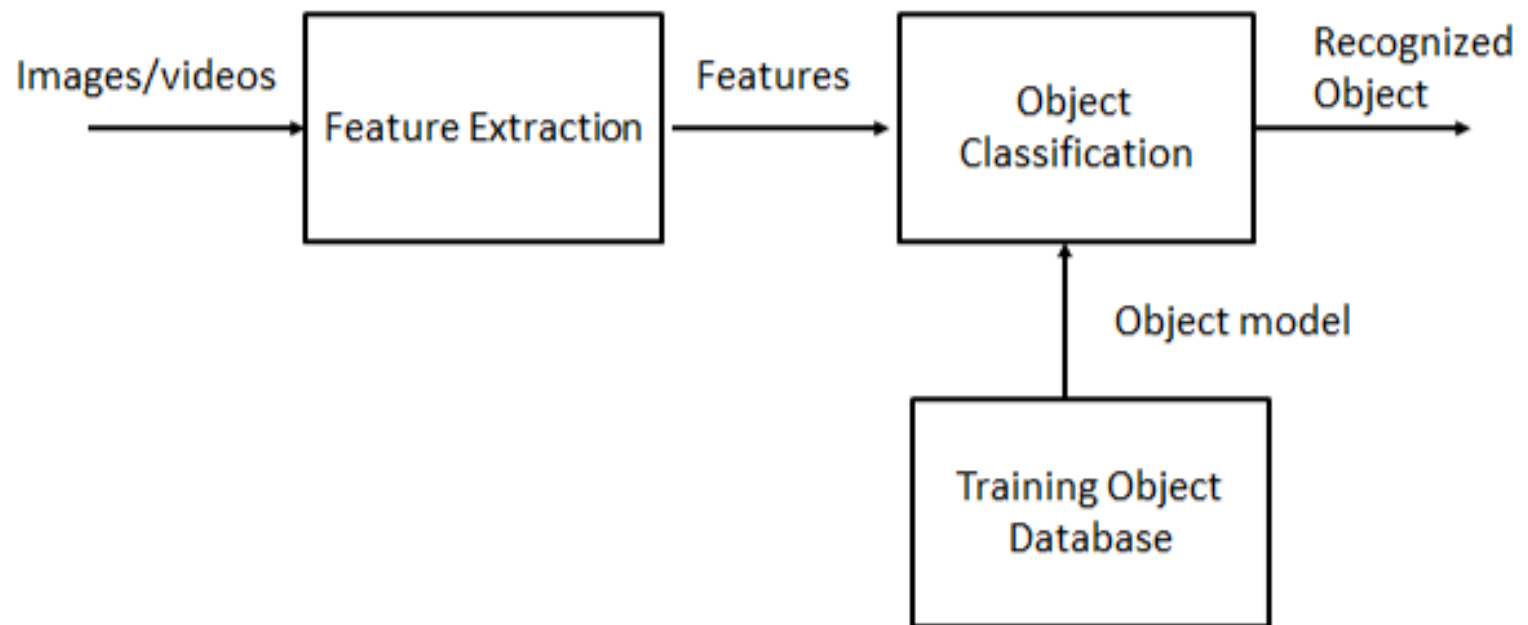 Images/videos
Feature Extraction
Features
Object
Classification
Recognized
Object
Object model
Training Object
Database